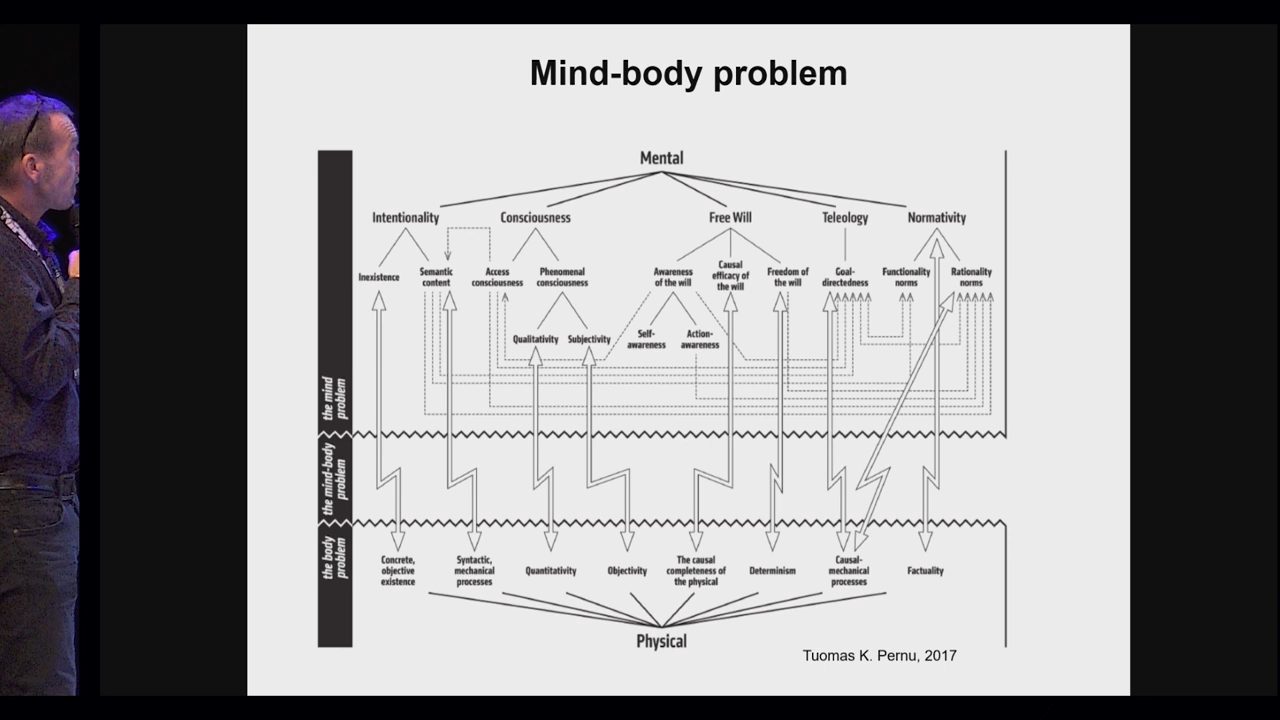 Mind-body problem
Mental
Intentionality
Consciousness
Free Will
Teleology
Normativity
Inexistence
Semantic
content
Access
consciousness
Phenomenal
consciousness
Awareness
of the will
Causal
efficacy of
the will
Freedom of
the will
Goal-
directedness
Functionality
norms
Rationality
norms
Qualitativity
Subjectivity
Self-
awareness
Action-
awareness
the mind
problem
the mind-body
problem
the body
problem
Concrete,
objective
existence
Syntactic,
mechanical
processes
Quantitativity
Objectivity
The causal
completeness of
the physical
Determinism
Causal-
mechanical
processes
Factuality
Physical
Tuomas K. Pernu, 2017